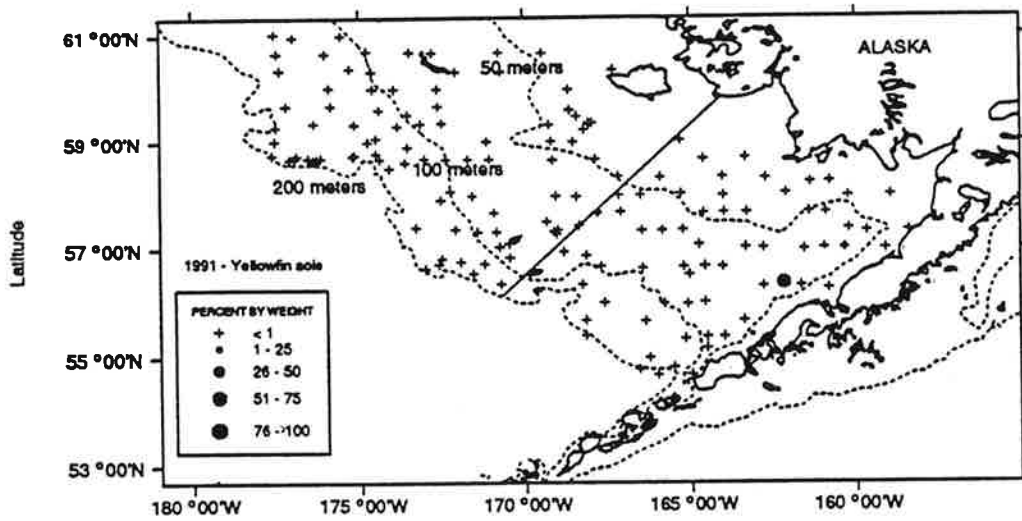 61 °00'N
59 °00'N
57 °00'N
55 °00'N
53 °00'N
Latitude
ALASKA
50 meters
100 meters
200 meters
1991 - Yellowfin sole
PERCENT BY WEIGHT
+ < 1
1 - 25
26 - 50
51 - 75
76 - 100
180 °00'W
175 °00'W
170 °00'W
165 °00'W
160 °00'W